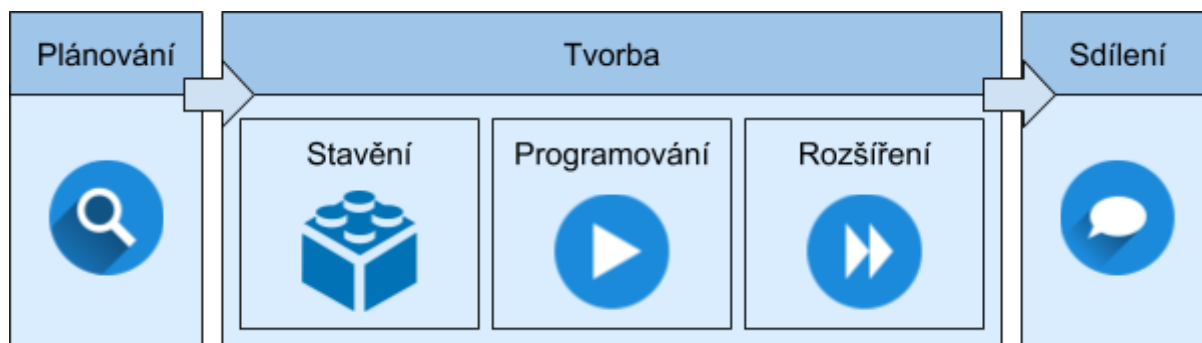 Plánování
Tvorba
Sdílení
Stavění
Programování
Rozšíření